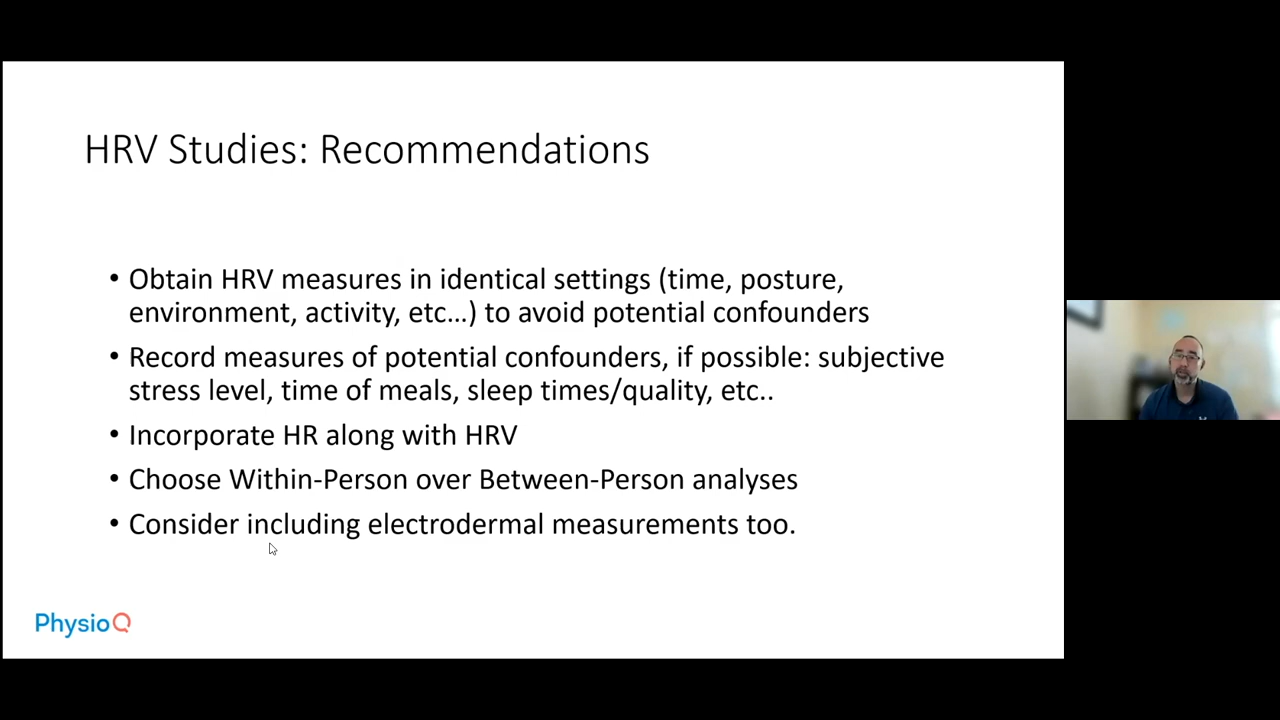 HRV Studies: Recommendations
• Obtain HRV measures in identical settings (time, posture,
environment, activity, etc...) to avoid potential confounders
• Record measures of potential confounders, if possible: subjective
stress level, time of meals, sleep times/quality, etc..
• Incorporate HR along with HRV
• Choose Within-Person over Between-Person analyses
• Consider including electrodermal measurements too.
PhysioQ